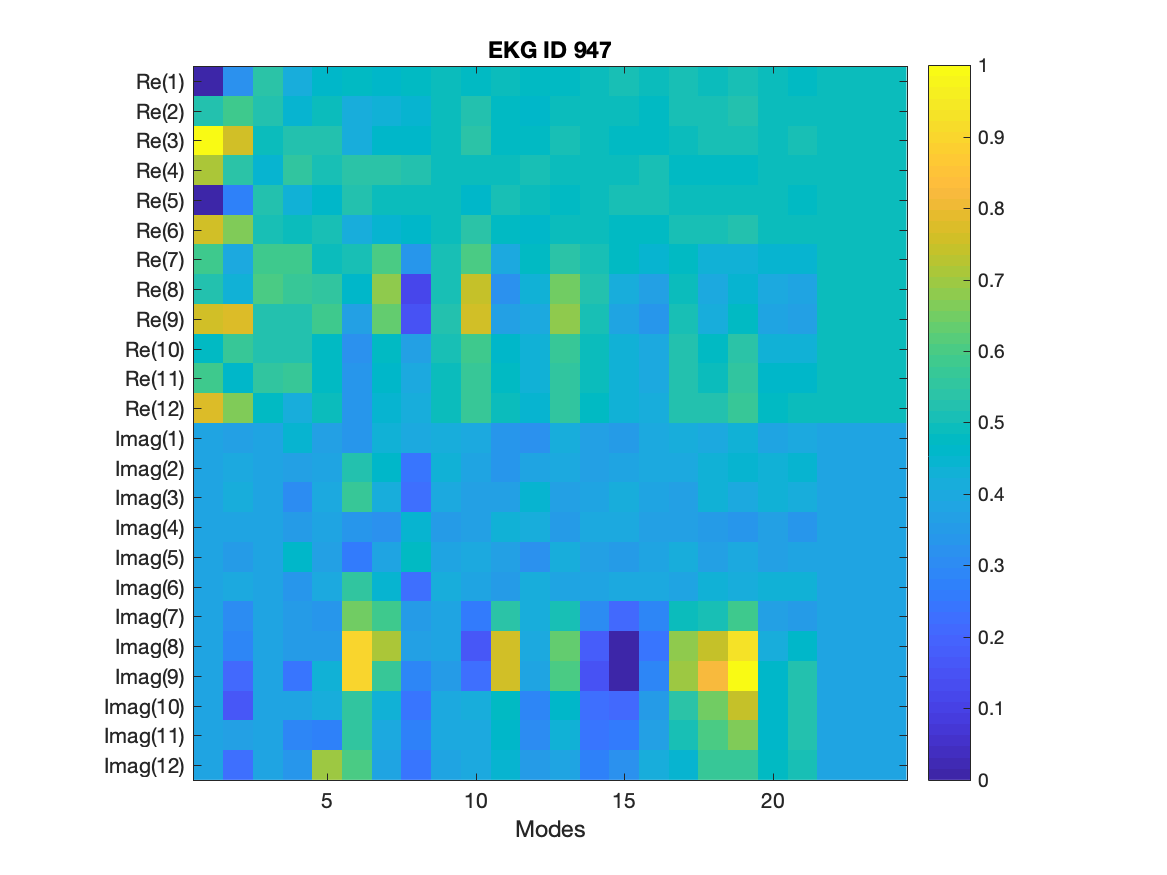 EKG ID 947
Re(1)
Re(2)
Re(3)
Re(4)
Re(5)
Re(6)
Re(7)
Re(8)
Re(9)
Re(10)
Re(11)
Re(12)
Imag(1)
Imag(2)
Imag(3)
Imag(4)
Imag(5)
Imag(6)
Imag(7)
Imag(8)
Imag(9)
Imag(10)
Imag(11)
Imag(12)
5 10 15 20
Modes
1
0.9
0.8
0.7
0.6
0.5
0.4
0.3
0.2
0.1
0